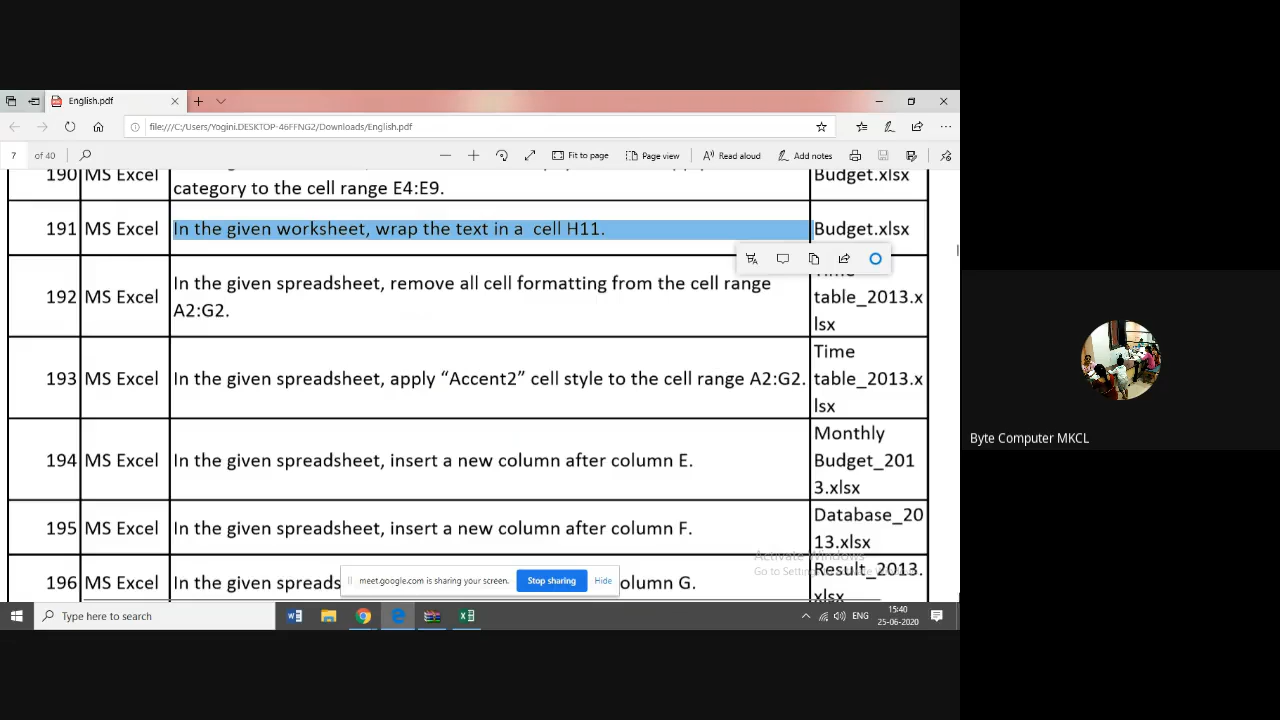 English.pdf
file:///C:/Users/Yogini.DESKTOP-46FFNG2/Downloads/English.pdf
7 of 40 Fit to page Page view Read aloud Add notes
190 MS Excel Budget.xlsx
category to the cell range E4:E9.
191 MS Excel In the given worksheet, wrap the text in a  cell H11. Budget.xlsx
192 MS Excel In the given spreadsheet, remove all cell formatting from the cell range
A2:G2.
Time
table_2013.x
lsx
193 MS Excel In the given spreadsheet, apply “Accent2” cell style to the cell range A2:G2.
Time
table_2013.x
lsx
194 MS Excel In the given spreadsheet, insert a new column after column E.
Monthly
Budget_201
3.xlsx
195 MS Excel In the given spreadsheet, insert a new column after column F.
Database_20
13.xlsx
Activate Windows
196 MS Excel In the given spreads olumn G.
Result_2013.
xlsx
Go to Setting
meet.google.com is sharing your screen. Stop sharing Hide
Type here to search
ENG
15:40
25-06-2020
Byte Computer MKCL